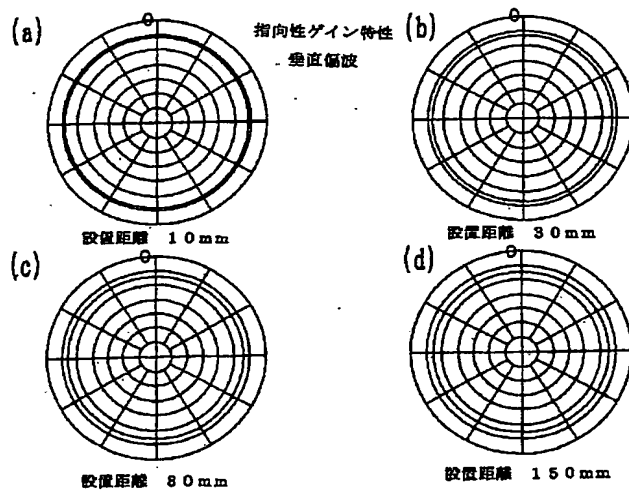 (a)
0
指向性ゲイン特性
垂直偏波
(b)
0
設置距離 10mm
設置距離 30mm
(c)
0
(d)
0
設置距離 80mm
設置距離 150mm